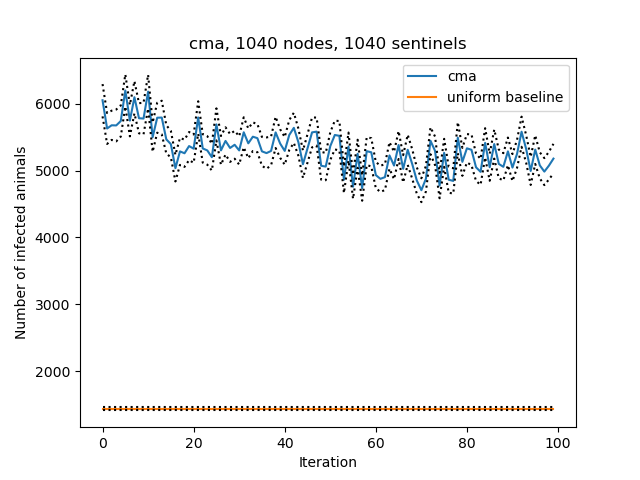 cma, 1040 nodes, 1040 sentinels
cma
uniform baseline
Number of infected animals
6000
5000
4000
3000
2000
0
20
40
60
80
100
Iteration